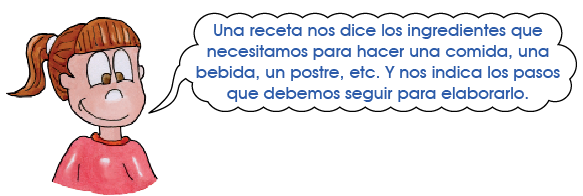 Una receta nos dice los ingredientes que
necesitamos para hacer una comida, una
bebida, un postre, etc. Y nos indica los pasos
que debemos seguir para elaborarlo.